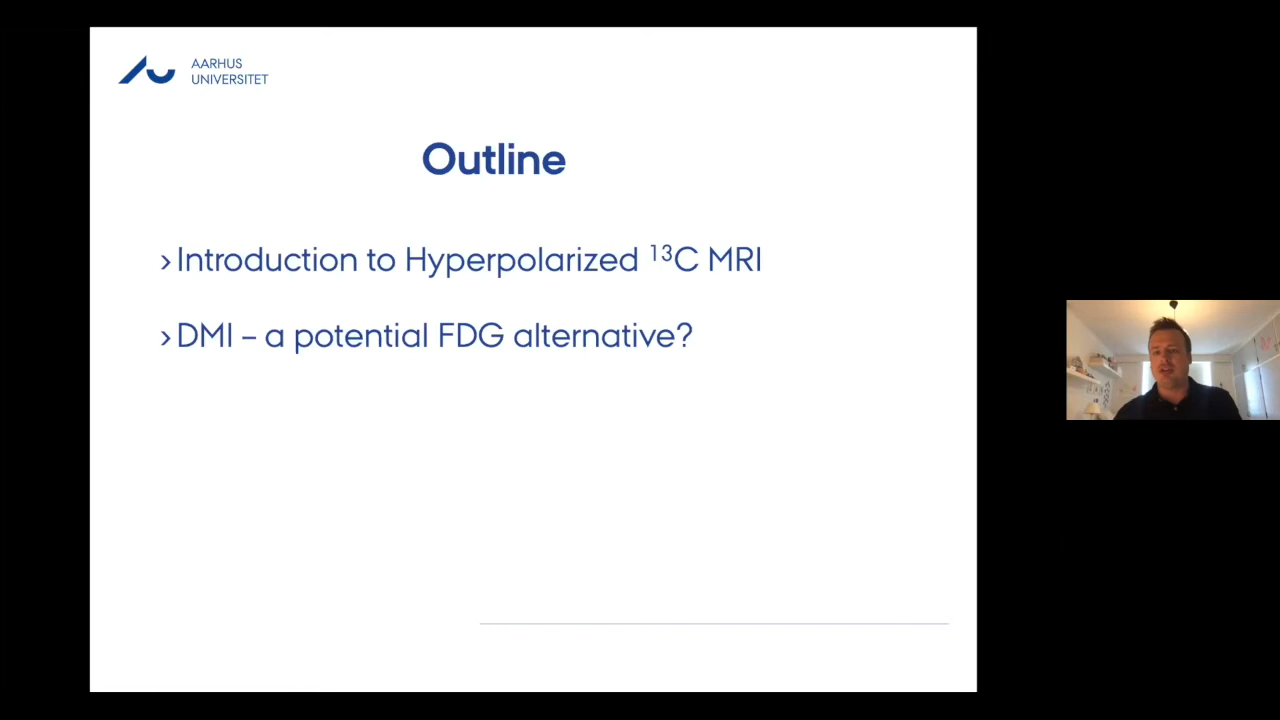 AARHUS
UNIVERSITET
Outline
› Introduction to Hyperpolarized ¹³C MRI
› DMI – a potential FDG alternative?